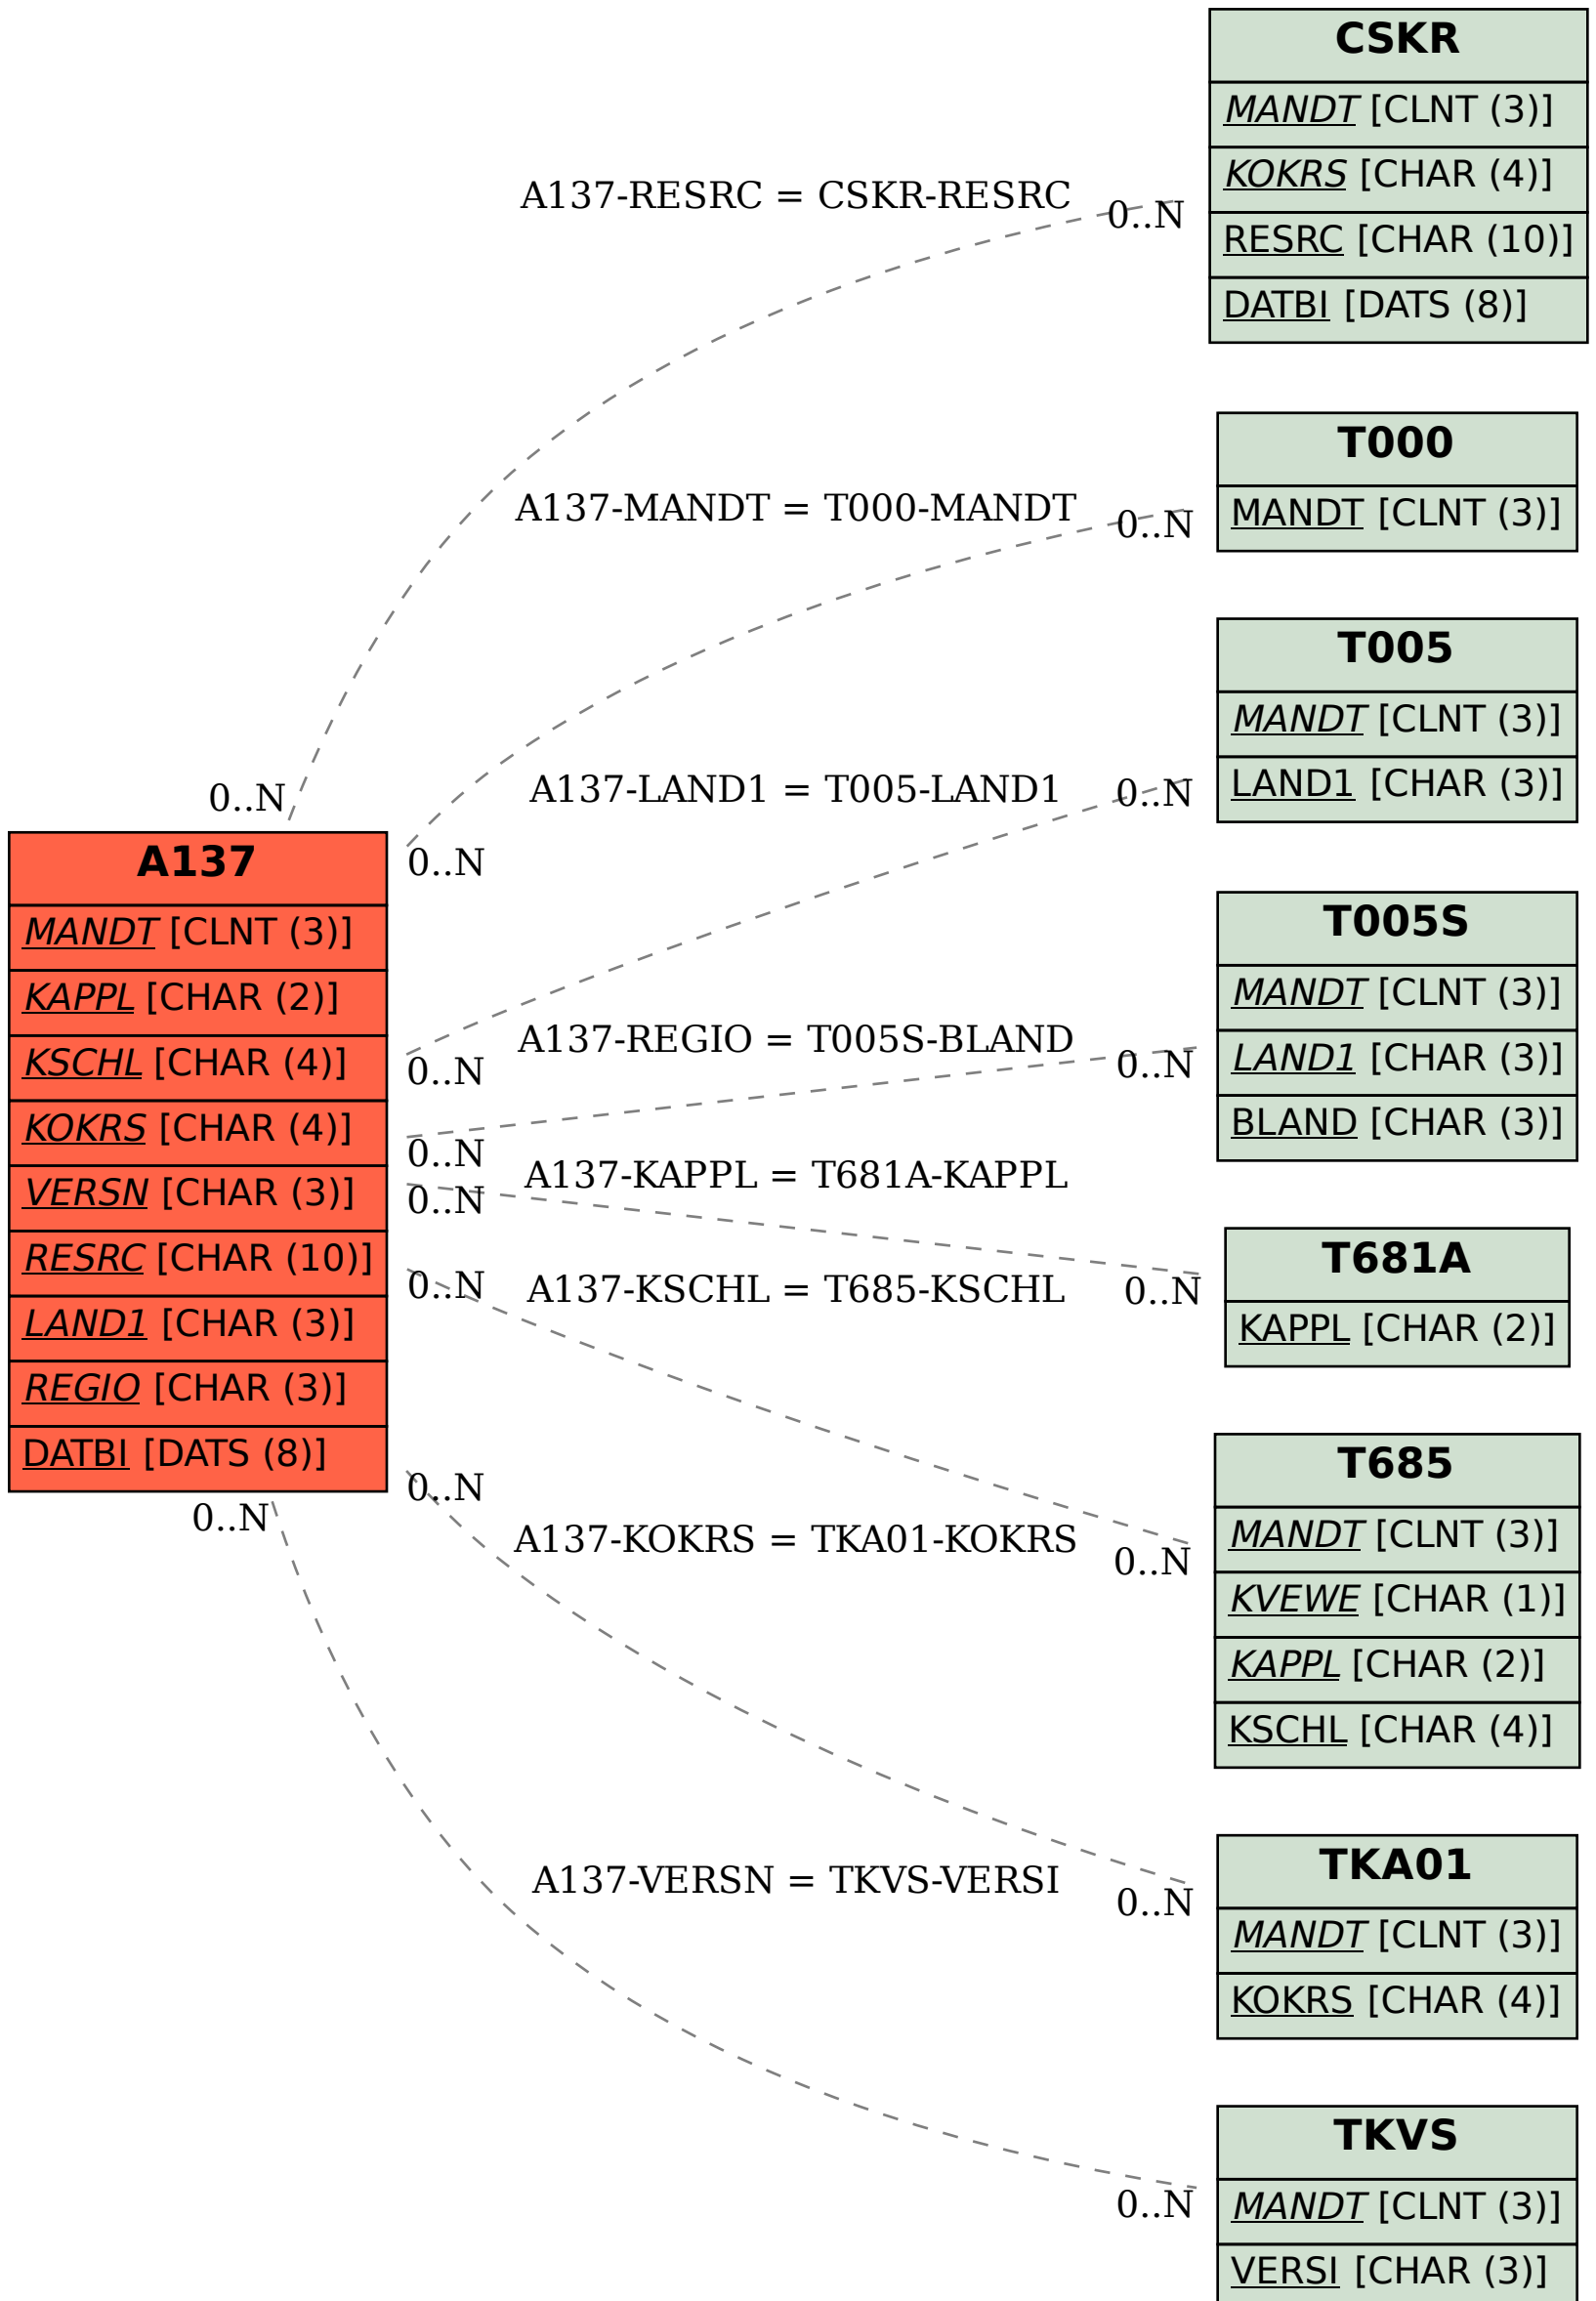 CSKR
MANDT [CLNT (3)]
KOKRS [CHAR (4)]
RESRC [CHAR (10)]
DATBI [DATS (8)]
A137-RESRC = CSKR-RESRC
0..N
0..N
T000
MANDT [CLNT (3)]
A137-MANDT = T000-MANDT
0..N
0..N
T005
MANDT [CLNT (3)]
LAND1 [CHAR (3)]
A137-LAND1 = T005-LAND1
0..N
0..N
A137
MANDT [CLNT (3)]
KAPPL [CHAR (2)]
KSCHL [CHAR (4)]
KOKRS [CHAR (4)]
VERSN [CHAR (3)]
RESRC [CHAR (10)]
LAND1 [CHAR (3)]
REGIO [CHAR (3)]
DATBI [DATS (8)]
T005S
MANDT [CLNT (3)]
LAND1 [CHAR (3)]
BLAND [CHAR (3)]
A137-REGIO = T005S-BLAND
0..N
0..N
A137-KAPPL = T681A-KAPPL
0..N
0..N
T681A
KAPPL [CHAR (2)]
A137-KSCHL = T685-KSCHL
0..N
0..N
T685
MANDT [CLNT (3)]
KVEWE [CHAR (1)]
KAPPL [CHAR (2)]
KSCHL [CHAR (4)]
A137-KOKRS = TKA01-KOKRS
0..N
0..N
TKA01
MANDT [CLNT (3)]
KOKRS [CHAR (4)]
A137-VERSN = TKVS-VERSI
0..N
0..N
TKVS
MANDT [CLNT (3)]
VERSI [CHAR (3)]